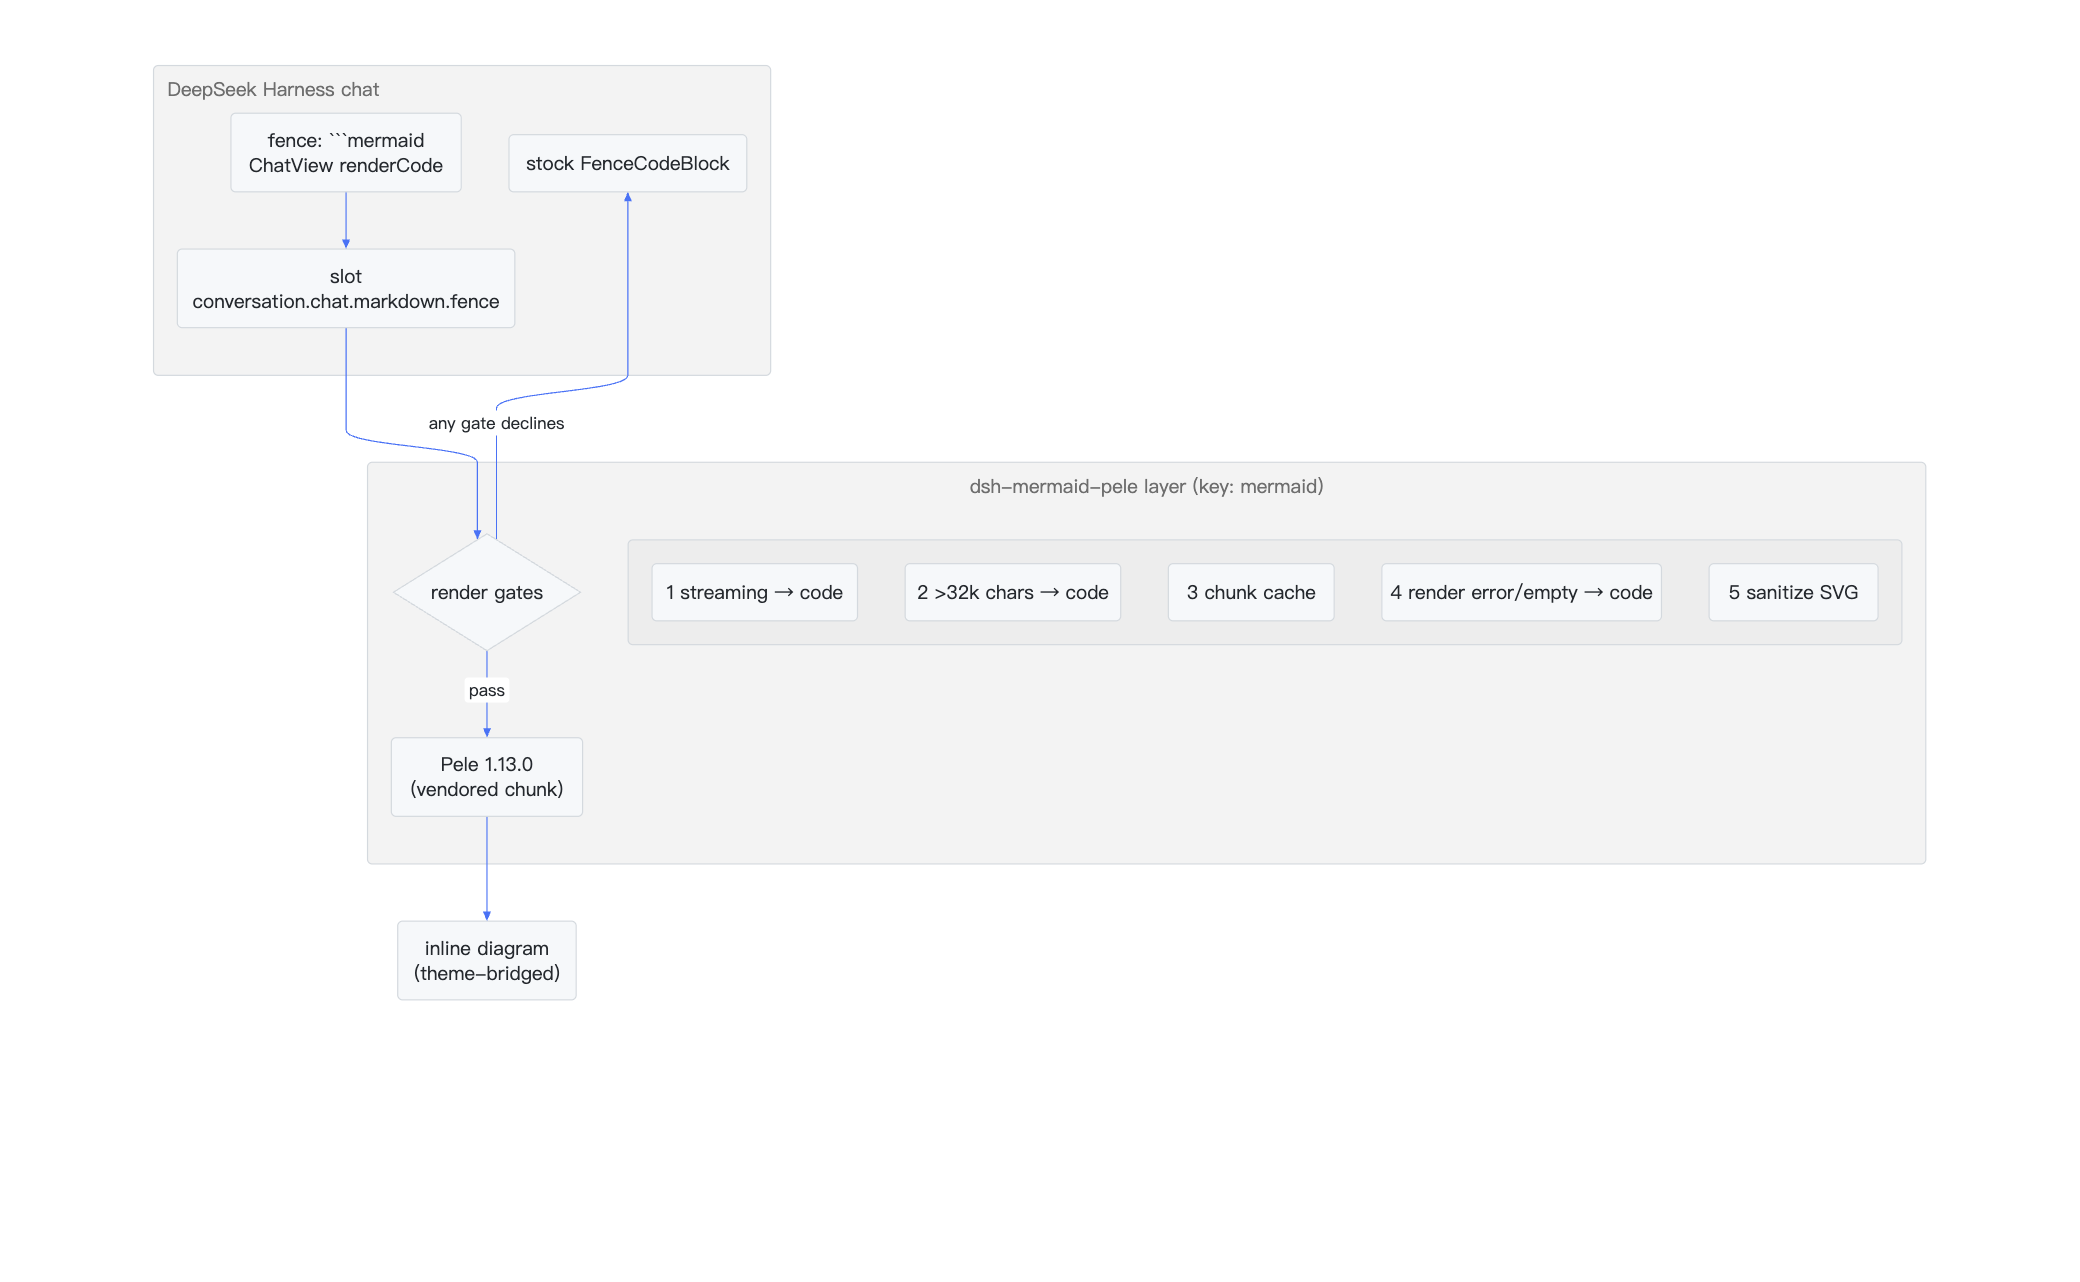 DeepSeek Harness chat
fence: ```mermaid
ChatView renderCode
stock FenceCodeBlock
slot
conversation.chat.markdown.fence
any gate declines
dsh-mermaid-pele layer (key: mermaid)
render gates
1 streaming → code
2 >32k chars → code
3 chunk cache
4 render error/empty → code
5 sanitize SVG
pass
Pele 1.13.0
(vendored chunk)
inline diagram
(theme-bridged)